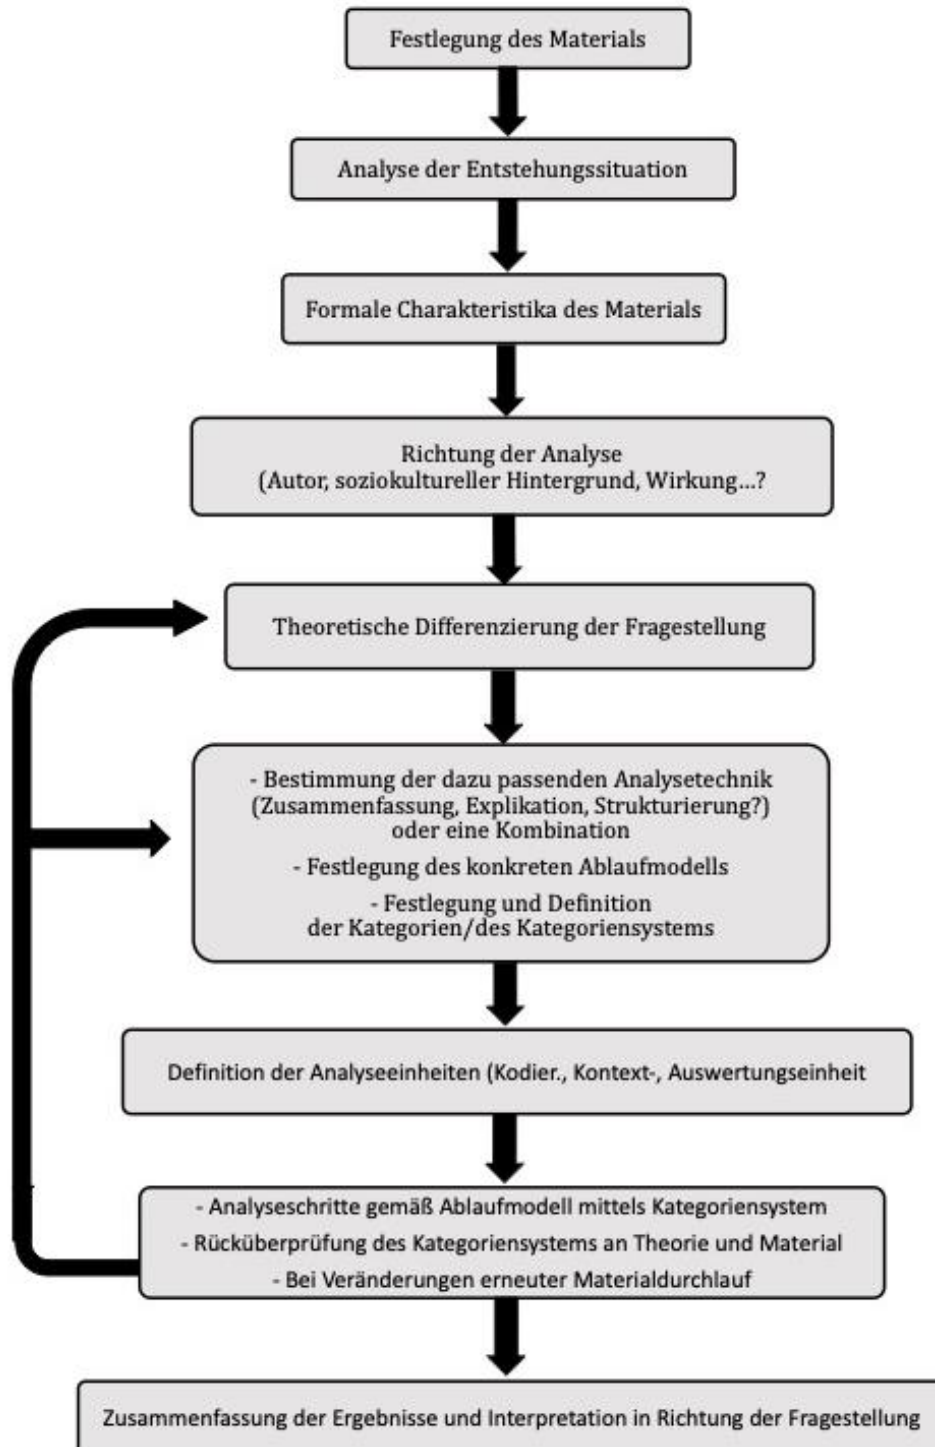 Festlegung des Materials
Analyse der Entstehungssituation
Formale Charakteristika des Materials
Richtung der Analyse
(Autor, soziokultureller Hintergrund, Wirkung...?
Theoretische Differenzierung der Fragestellung
- Bestimmung der dazu passenden Analysetechnik
(Zusammenfassung, Explikation, Strukturierung?)
oder eine Kombination
- Festlegung des konkreten Ablaufmodells
- Festlegung und Definition
der Kategorien/des Kategoriensystems
Definition der Analyseeinheiten (Kodier., Kontext-, Auswertungseinheit
- Analyseschritte gemäß Ablaufmodell mittels Kategoriensystem
- Rücküberprüfung des Kategoriensystems an Theorie und Material
- Bei Veränderungen erneuter Materialdurchlauf
Zusammenfassung der Ergebnisse und Interpretation in Richtung der Fragestellung